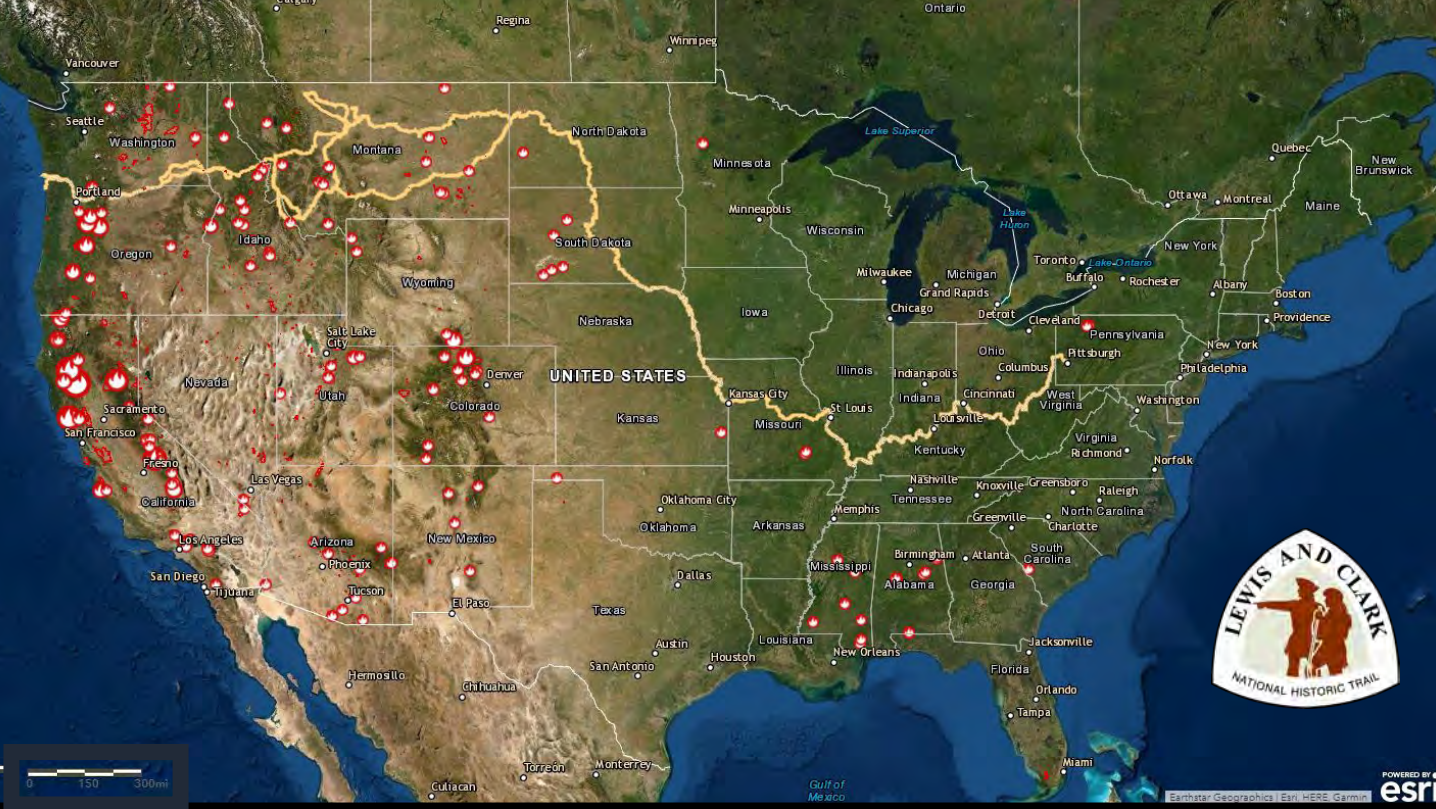 Calgary
Regina
Winnipeg
Ontario
Vancouver
Seattle
Washington
Montana
North Dakota
Minnesota
Lake Superior
Quebec
New
Brunswick
Portland
Oregon
Idaho
Wyoming
South Dakota
Minneapolis
Wisconsin
Lake
Huron
Ottawa
Montreal
Maine
Toronto
Lake Ontario
New York
Milwaukee
Michigan
Grand Rapids
Buffalo
Rochester
Albany
Boston
Providence
Chicago
Detroit
Cleveland
Pennsylvania
Iowa
Nebraska
Salt Lake
City
Nevada
Utah
Denver
Colorado
UNITED STATES
Illinois
Indianapolis
Indiana
Ohio
Columbus
Pittsburgh
New York
Philadelphia
Sacramento
San Francisco
Kansas
Kansas City
Missouri
St Louis
Cincinnati
Louisville
West
Virginia
Washington
Kentucky
Virginia
Richmond
Norfolk
Fresno
California
Las Vegas
Oklahoma City
Oklahoma
Arkansas
Memphis
Nashville
Tennessee
Knoxville
Greensboro
Raleigh
North Carolina
Greenville
Charlotte
Los Angeles
San Diego
Tijuana
Arizona
Phoenix
Tucson
New Mexico
El Paso
Dallas
Texas
Mississippi
Birmingham
Alabama
Atlanta
Georgia
South
Carolina
Hermosillo
Chihuahua
Austin
San Antonio
Houston
Louisiana
New Orleans
Jacksonville
Florida
Orlando
Tampa
Miami
Culiacan
Torreón
Monterrey
Gulf of
Mexico
LEWIS AND CLARK
NATIONAL HISTORIC TRAIL
0 150 300mi
Earthstar Geographics | Esri, HERE, Garmin
POWERED BY
esri